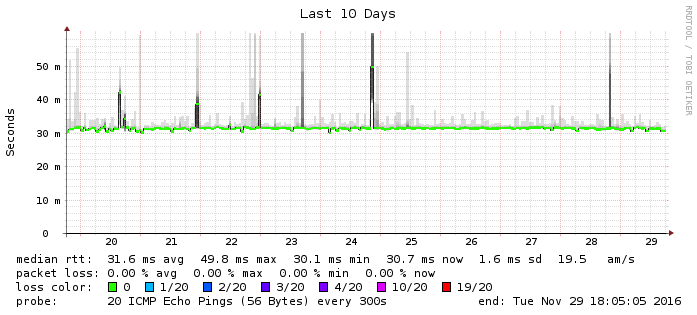 Last 10 Days
RRDTOOL / TOBI OETIKER
Seconds
50 m
40 m
30 m
20 m
10 m
0
20 21 22 23 24 25 26 27 28 29
median rtt: 31.6 ms avg 49.8 ms max 30.1 ms min 30.7 ms now 1.6 ms sd 19.5 am/s
packet loss: 0.00 % avg 0.00 % max 0.00 % min 0.00 % now
loss color: 0 1/20 2/20 3/20 4/20 10/20 19/20
probe: 20 ICMP Echo Pings (56 Bytes) every 300s end: Tue Nov 29 18:05:05 2016